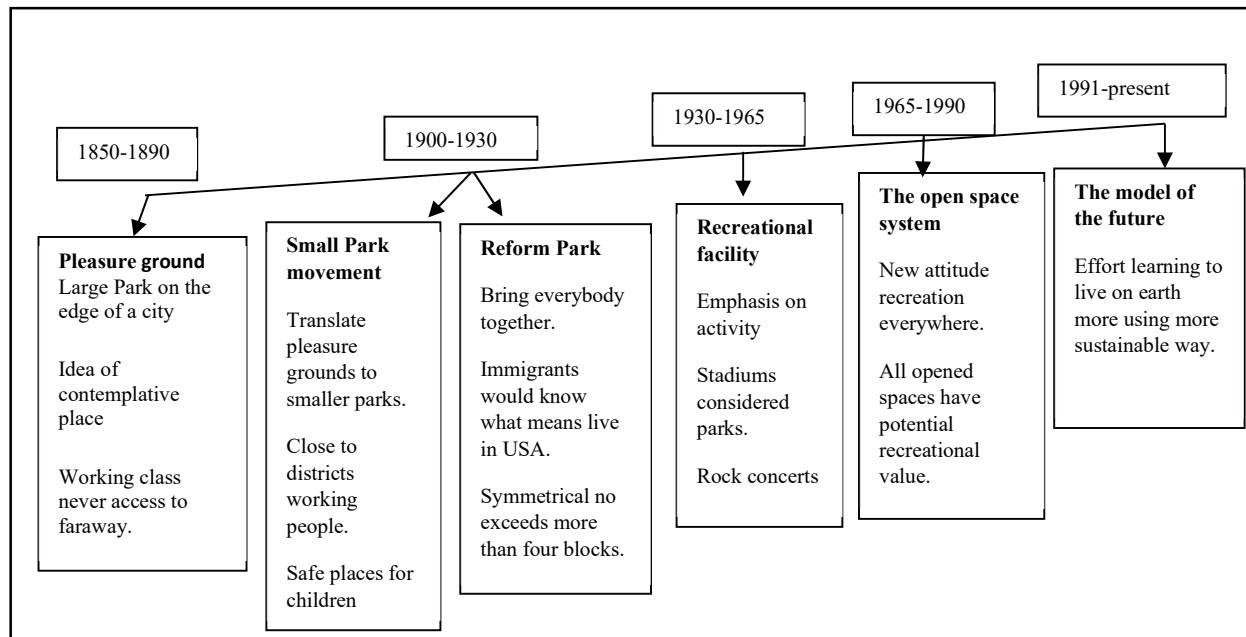 1850-1890
1900-1930
1930-1965
1965-1990
1991-present
Pleasure ground
Large Park on the
edge of a city
Idea of
contemplative
place
Working class
never access to
faraway.
Small Park
movement
Translate
pleasure
grounds to
smaller parks.
Close to
districts
working
people.
Safe places for
children
Reform Park
Bring everybody
together.
Immigrants
would know
what means live
in USA.
Symmetrical no
exceeds more
than four blocks.
Recreational
facility
Emphasis on
activity
Stadiums
considered
parks.
Rock concerts
The open space
system
New attitude
recreation
everywhere.
All opened
spaces have
potential
recreational
value.
The model of
the future
Effort learning to
live on earth
more using more
sustainable way.